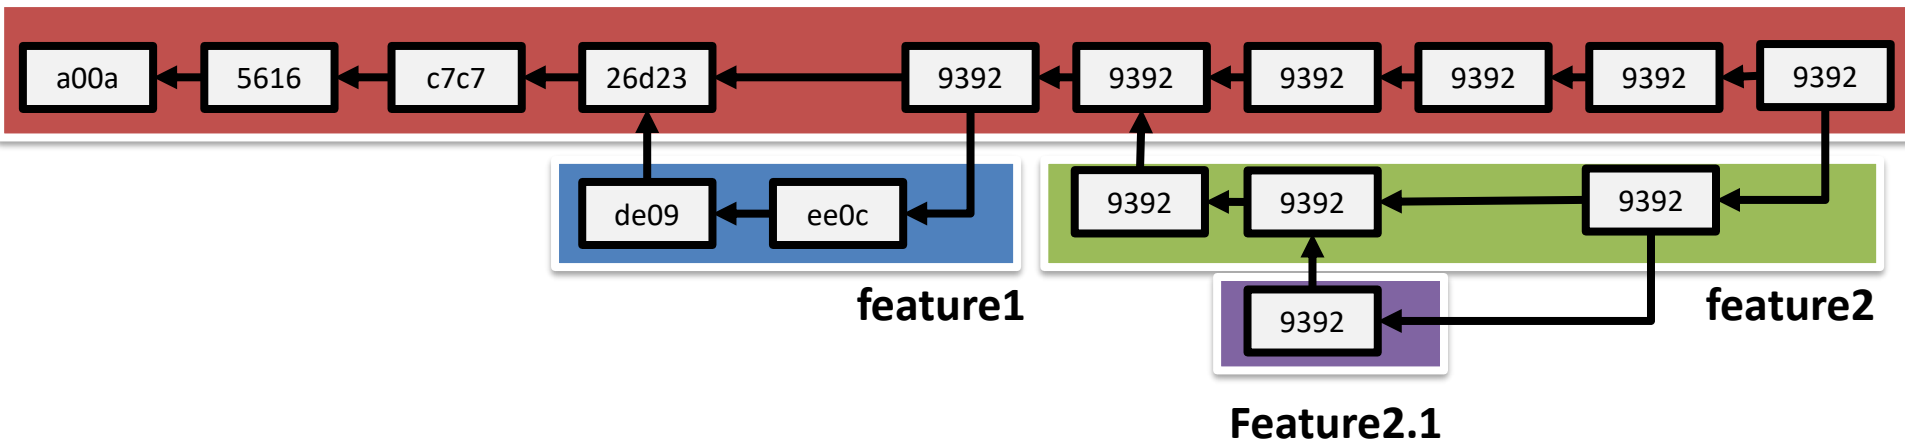 a00a 5616 c7c7 26d23 9392 9392 9392 9392 9392 9392
de09 ee0c 9392 9392 9392
feature1 9392 feature2
Feature2.1